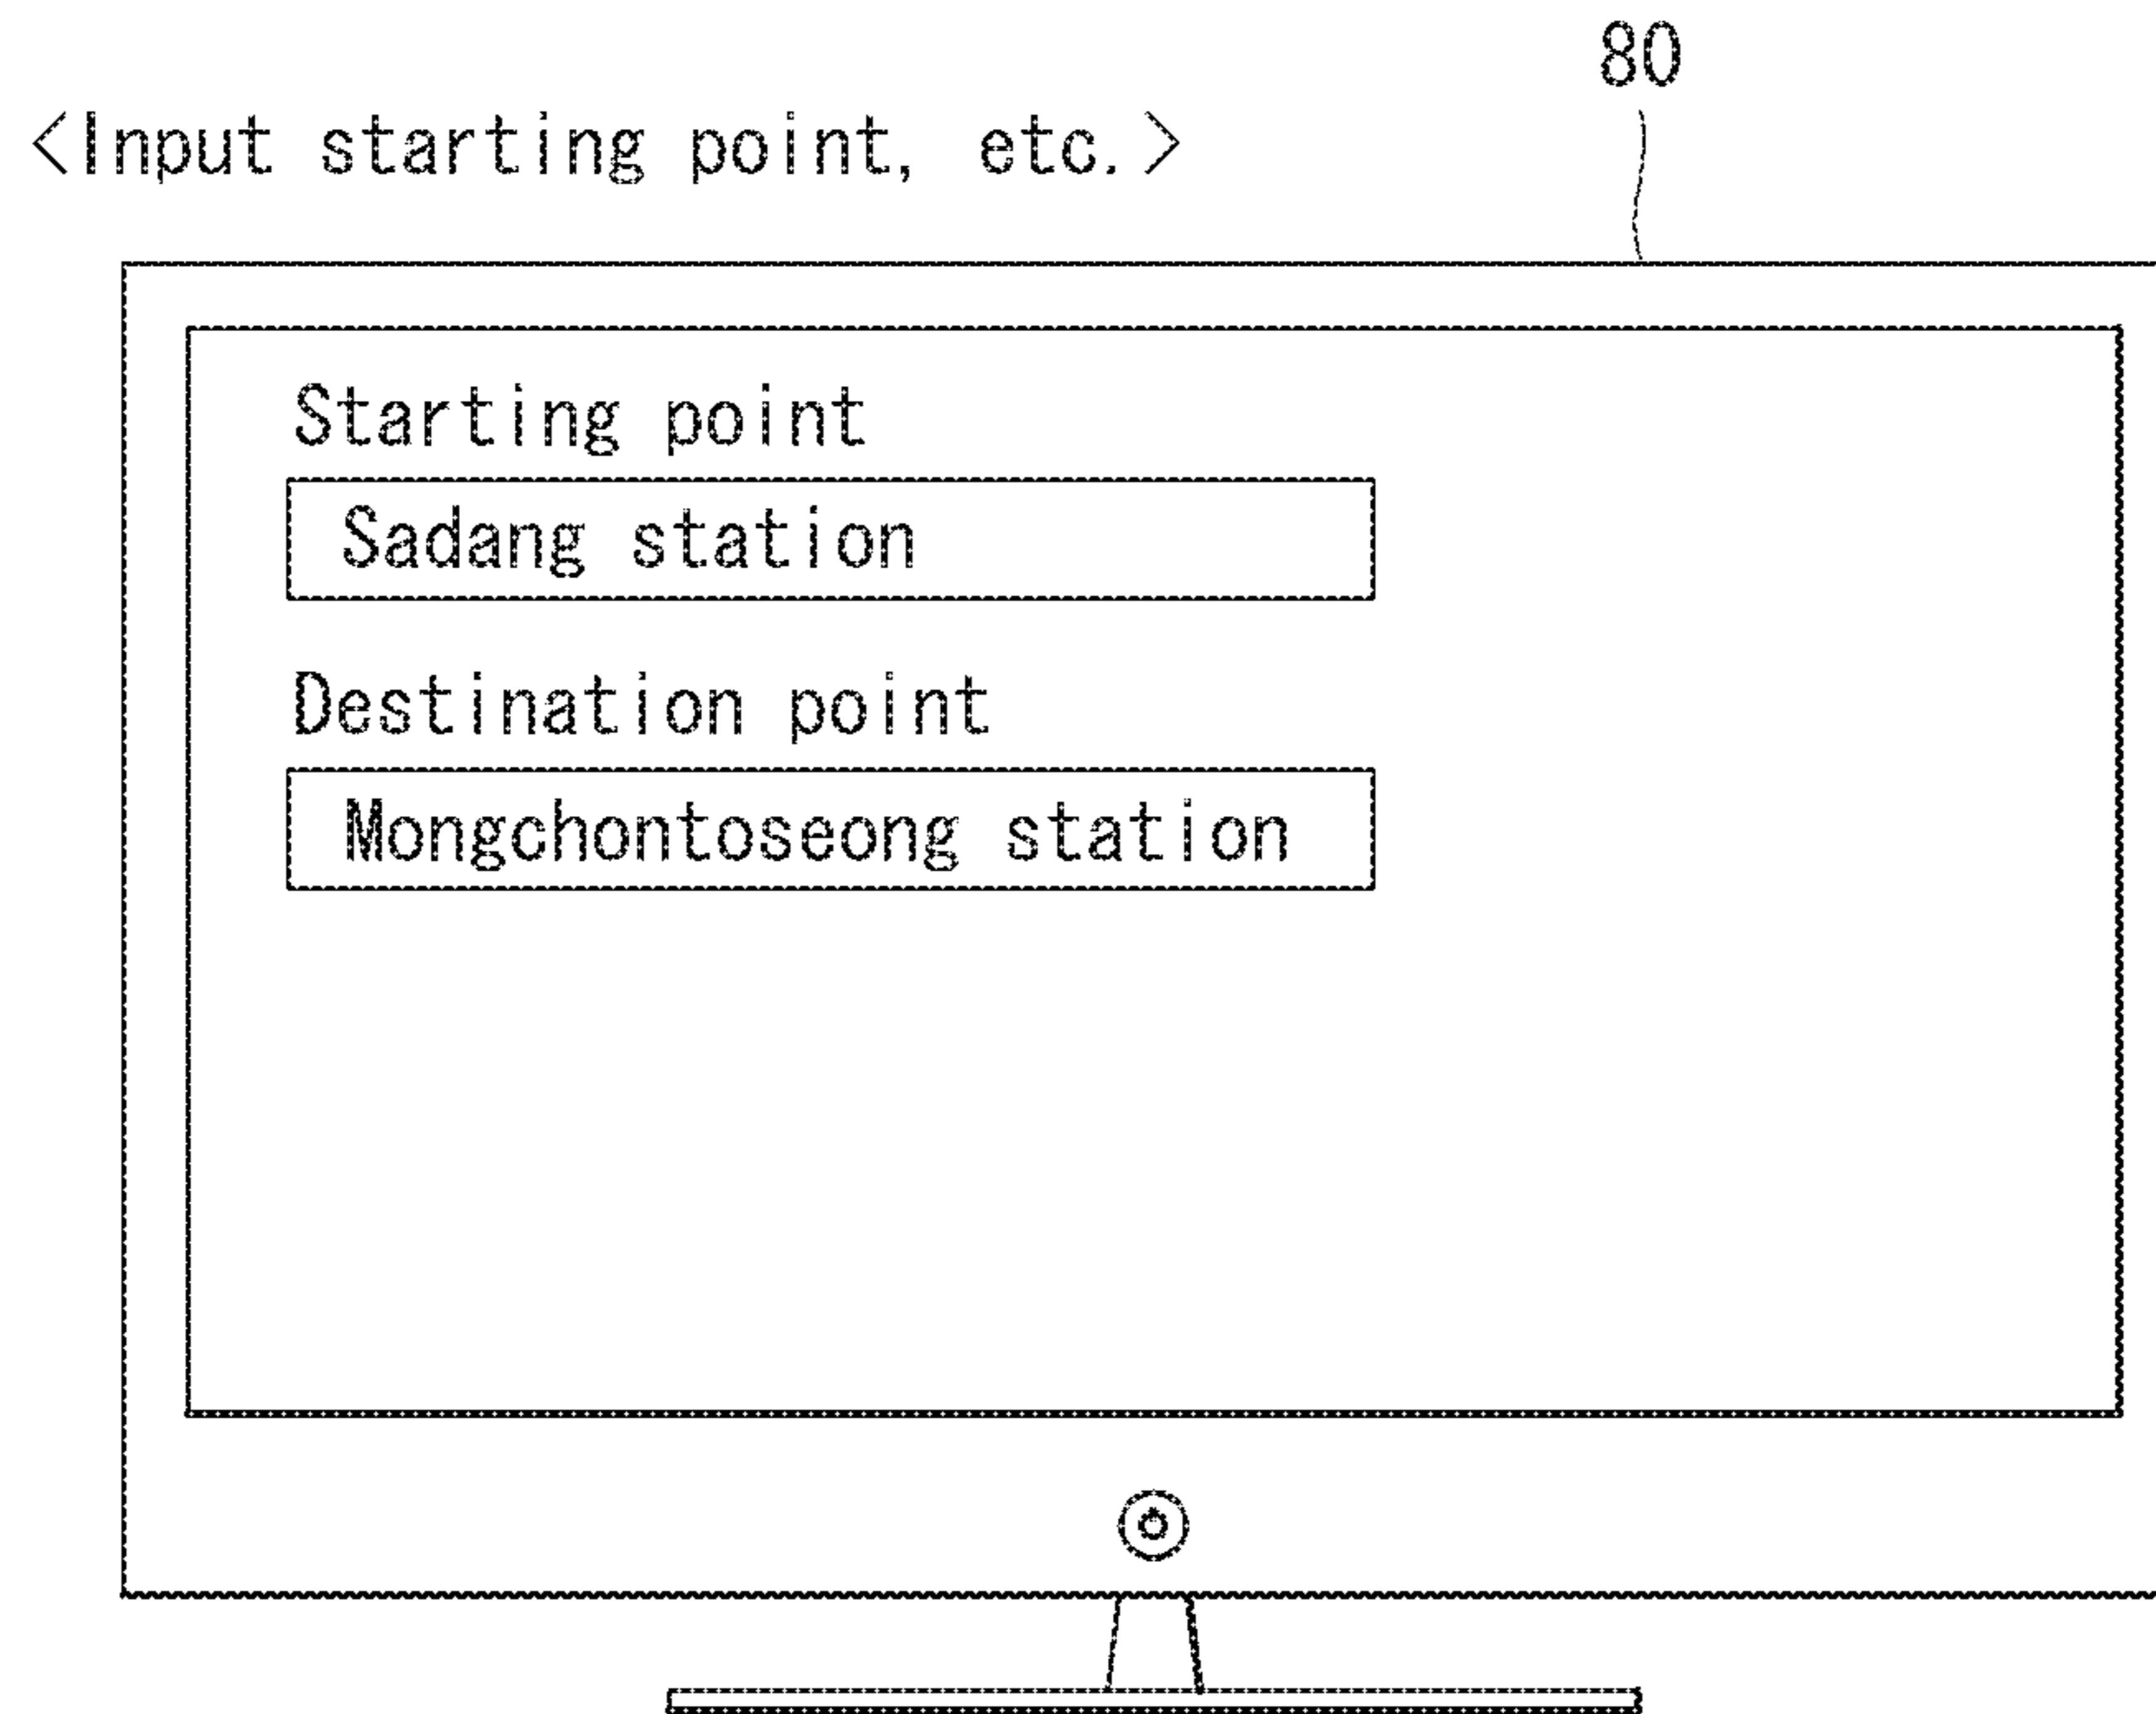 80
<Input starting point, etc.>
Starting point
Sadang station
Destination point
Mongchontoseong station